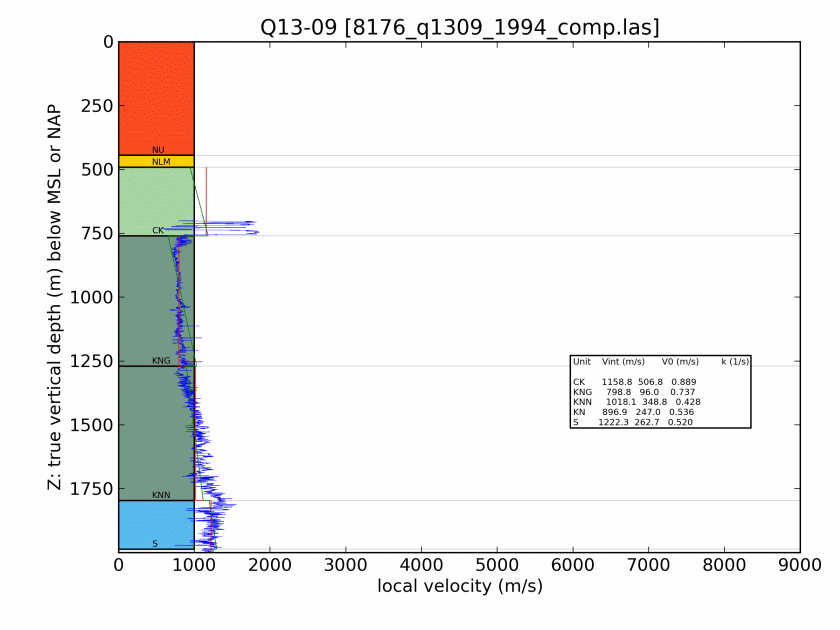 Q13-09 [8176_q1309_1994_comp.las]
0
250
500
750
1000
1250
1500
1750
Z: true vertical depth (m) below MSL or NAP
NU
NLM
CK
KNG
KNN
S
Unit Vint (m/s) V0 (m/s) k (1/s)
CK 1158.8 506.8 0.889
KNG 798.8 96.0 0.737
KNN 1018.1 348.8 0.428
KN 896.9 247.0 0.536
S 1222.3 262.7 0.520
0 1000 2000 3000 4000 5000 6000 7000 8000 9000
local velocity (m/s)